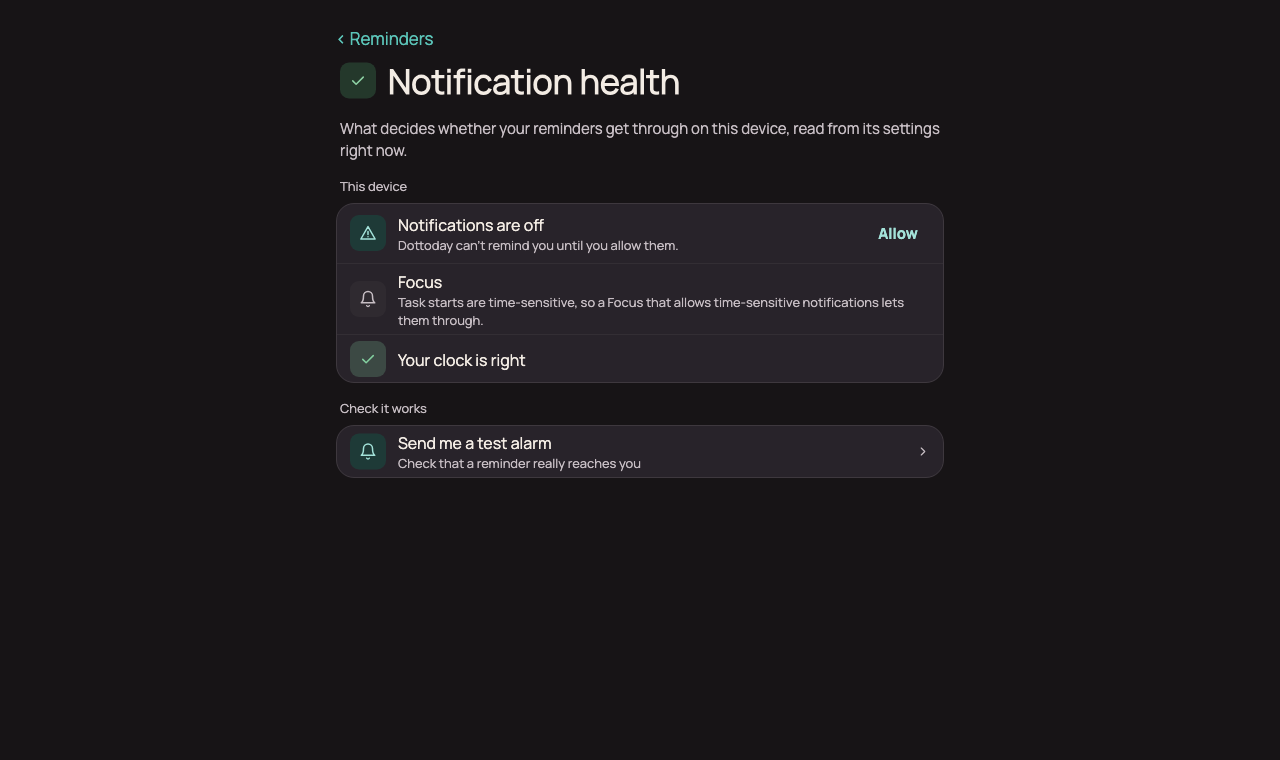 Reminders
Notification health
What decides whether your reminders get through on this device, read from its settings
right now.
This device
Notifications are off
Dottoday can't remind you until you allow them.
Allow
Focus
Task starts are time-sensitive, so a Focus that allows time-sensitive notifications lets
them through.
Your clock is right
Check it works
Send me a test alarm
Check that a reminder really reaches you